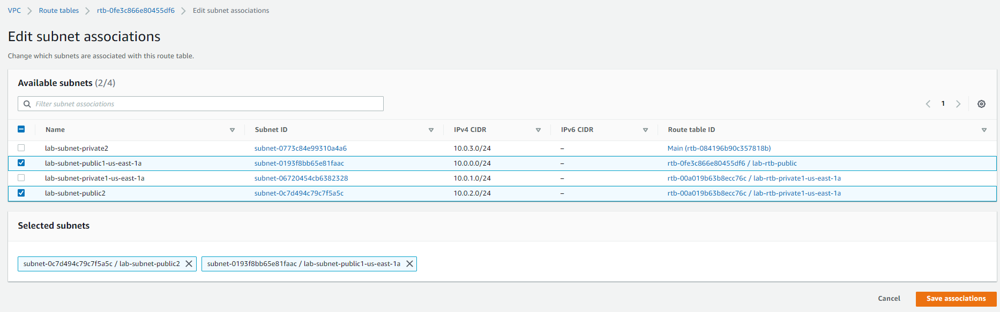 VPC Route tables rtb-0fe3c866e80455df6 Edit subnet associations
Edit subnet associations
Change which subnets are associated with this route table.
Available subnets (2/4)
Filter subnet associations 1
Name Subnet ID IPv4 CIDR IPv6 CIDR Route table ID
lab-subnet-private2 subnet-0773c84e99310a4a6 10.0.3.0/24 – Main (rtb-084196b90c357818b)
lab-subnet-public1-us-east-1a subnet-0193f8bb65e81faac 10.0.0.0/24 – rtb-0fe3c866e80455df6 / lab-rtb-public
lab-subnet-private1-us-east-1a subnet-06720454cb6382328 10.0.1.0/24 – rtb-00a019b63b8ecc76c / lab-rtb-private1-us-east-1a
lab-subnet-public2 subnet-0c7d494c79c7f5a5c 10.0.2.0/24 – rtb-00a019b63b8ecc76c / lab-rtb-private1-us-east-1a
Selected subnets
subnet-0c7d494c79c7f5a5c / lab-subnet-public2 subnet-0193f8bb65e81faac / lab-subnet-public1-us-east-1a
Cancel Save associations